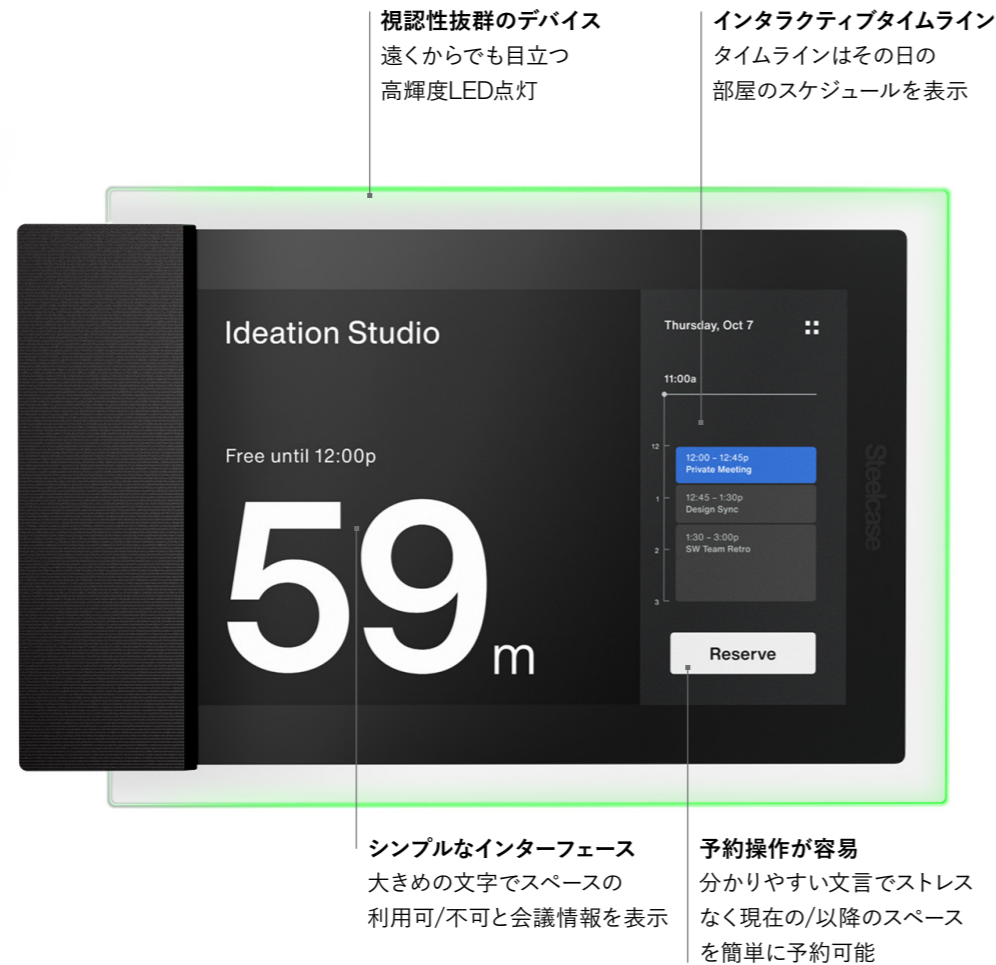 視認性抜群のデバイス
遠くからでも目立つ
高輝度LED点灯
インタラクティブタイムライン
タイムラインはその日の
部屋のスケジュールを表示
Ideation Studio
Free until 12:00p
59m
Thursday, Oct 7
11:00a
12
12:00 – 12:45p
Private Meeting
1
12:45 – 1:30p
Design Sync
2
1:30 – 3:00p
SW Team Retro
3
Reserve
Steelcase
シンプルなインターフェース
大きめの文字でスペースの
利用可/不可と会議情報を表示
予約操作が容易
分かりやすい文言でストレス
なく現在の/以降のスペース
を簡単に予約可能